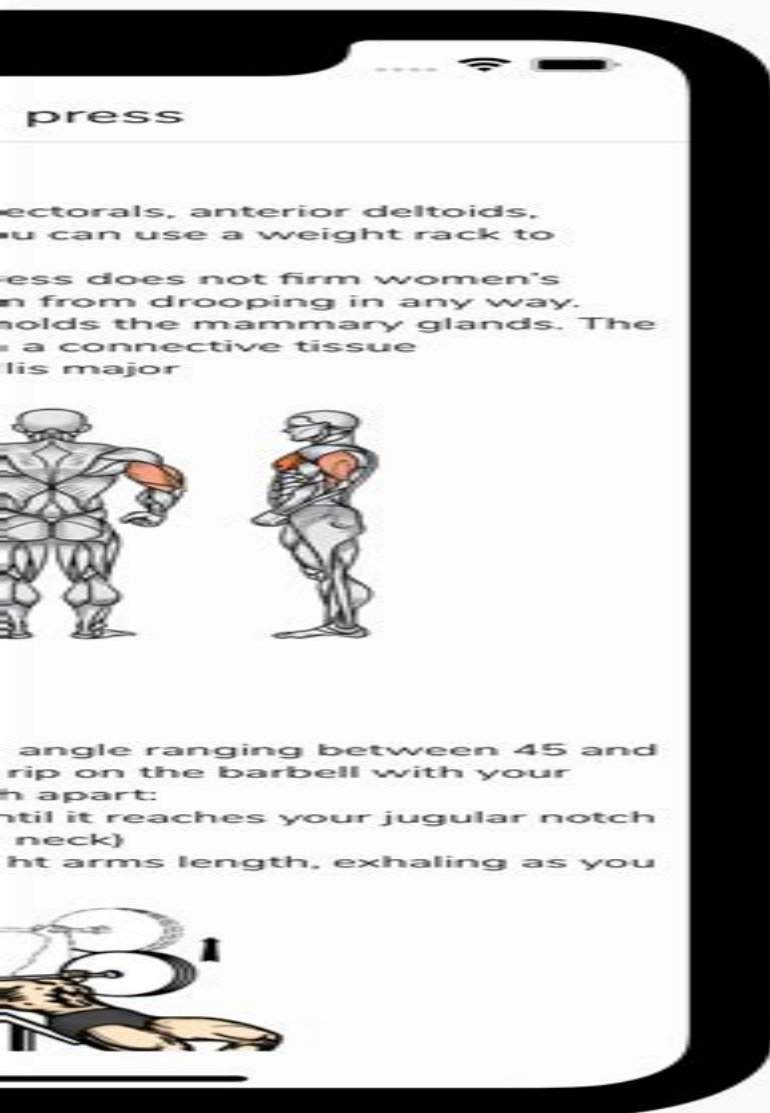 press
ectorals, anterior deltoids,
ou can use a weight rack to
ess does not firm women's
n from drooping in any way.
holds the mammary glands. The
a connective tissue
lis major
angle ranging between 45 and
rip on the barbell with your
h apart:
ntil it reaches your jugular notch
neck)
ht arms length, exhaling as you